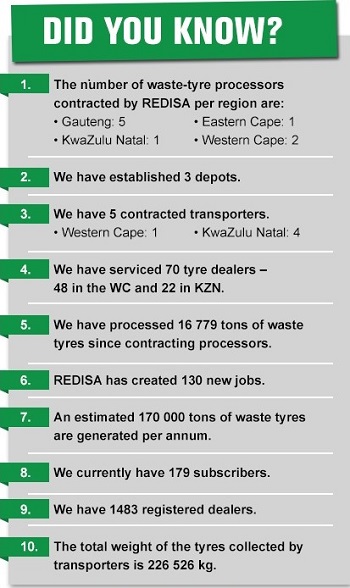 DID YOU KNOW?
1. The number of waste-tyre processors
contracted by REDISA per region are:
• Gauteng: 5 • Eastern Cape: 1
• KwaZulu Natal: 1 • Western Cape: 2
2. We have established 3 depots.
3. We have 5 contracted transporters.
• Western Cape: 1 • KwaZulu Natal: 4
4. We have serviced 70 tyre dealers –
48 in the WC and 22 in KZN.
5. We have processed 16 779 tons of waste
tyres since contracting processors.
6. REDISA has created 130 new jobs.
7. An estimated 170 000 tons of waste tyres
are generated per annum.
8. We currently have 179 subscribers.
9. We have 1483 registered dealers.
10. The total weight of the tyres collected by
transporters is 226 526 kg.